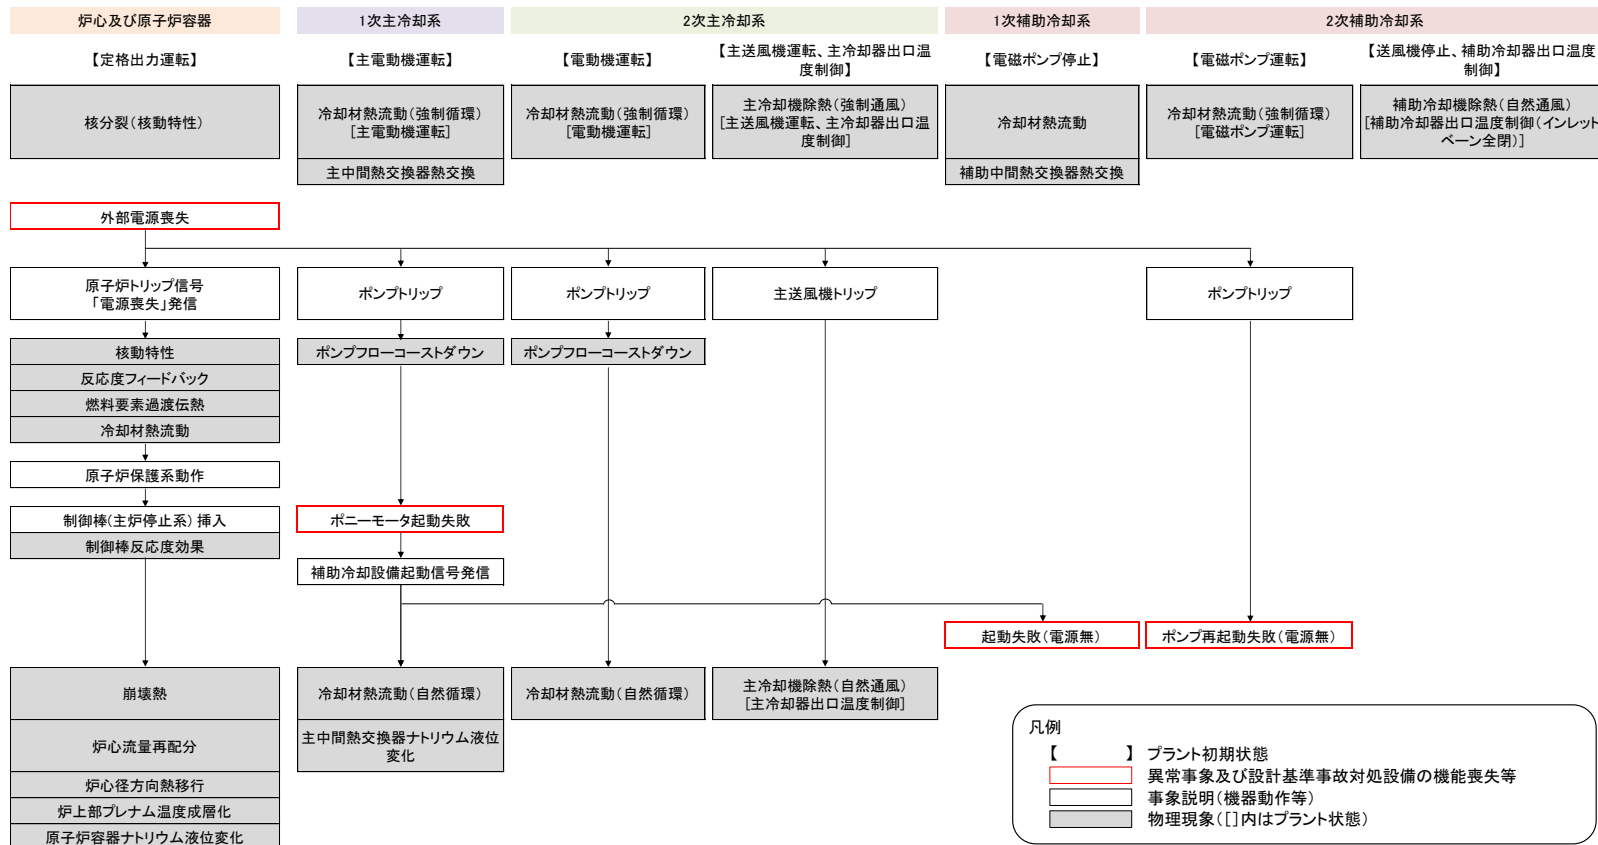 炉心及び原子炉容器
1次主冷却系
2次主冷却系
1次補助冷却系
2次補助冷却系
【定格出力運転】
【主電動機運転】
【電動機運転】
【主送風機運転、主冷却器出口温
度制御】
【電磁ポンプ停止】
【電磁ポンプ運転】
【送風機停止、補助冷却器出口温度
制御】
核分裂(核動特性)
冷却材熱流動(強制循環)
[主電動機運転]
冷却材熱流動(強制循環)
[電動機運転]
主冷却機除熱(強制通風)
[主送風機運転、主冷却器出口温
度制御]
冷却材熱流動
冷却材熱流動(強制循環)
[電磁ポンプ運転]
補助冷却機除熱(自然通風)
[補助冷却器出口温度制御(インレット
ベーン全閉)]
主中間熱交換器熱交換
補助中間熱交換器熱交換
外部電源喪失
原子炉トリップ信号
「電源喪失」発信
ポンプトリップ
ポンプトリップ
主送風機トリップ
ポンプトリップ
核動特性
ポンプフローコーストダウン
ポンプフローコーストダウン
反応度フィードバック
燃料要素過渡伝熱
冷却材熱流動
原子炉保護系動作
制御棒(主炉停止系)挿入
ポニーモータ起動失敗
制御棒反応度効果
補助冷却設備起動信号発信
起動失敗(電源無)
ポンプ再起動失敗(電源無)
崩壊熱
冷却材熱流動(自然循環)
冷却材熱流動(自然循環)
主冷却機除熱(自然通風)
[主冷却器出口温度制御]
炉心流量再配分
主中間熱交換器ナトリウム液位
変化
炉心径方向熱移行
炉上部プレナム温度成層化
原子炉容器ナトリウム液位変化
凡例
【 】 プラント初期状態
異常事象及び設計基準事故対処設備の機能喪失等
事象説明(機器動作等)
物理現象([]内はプラント状態)